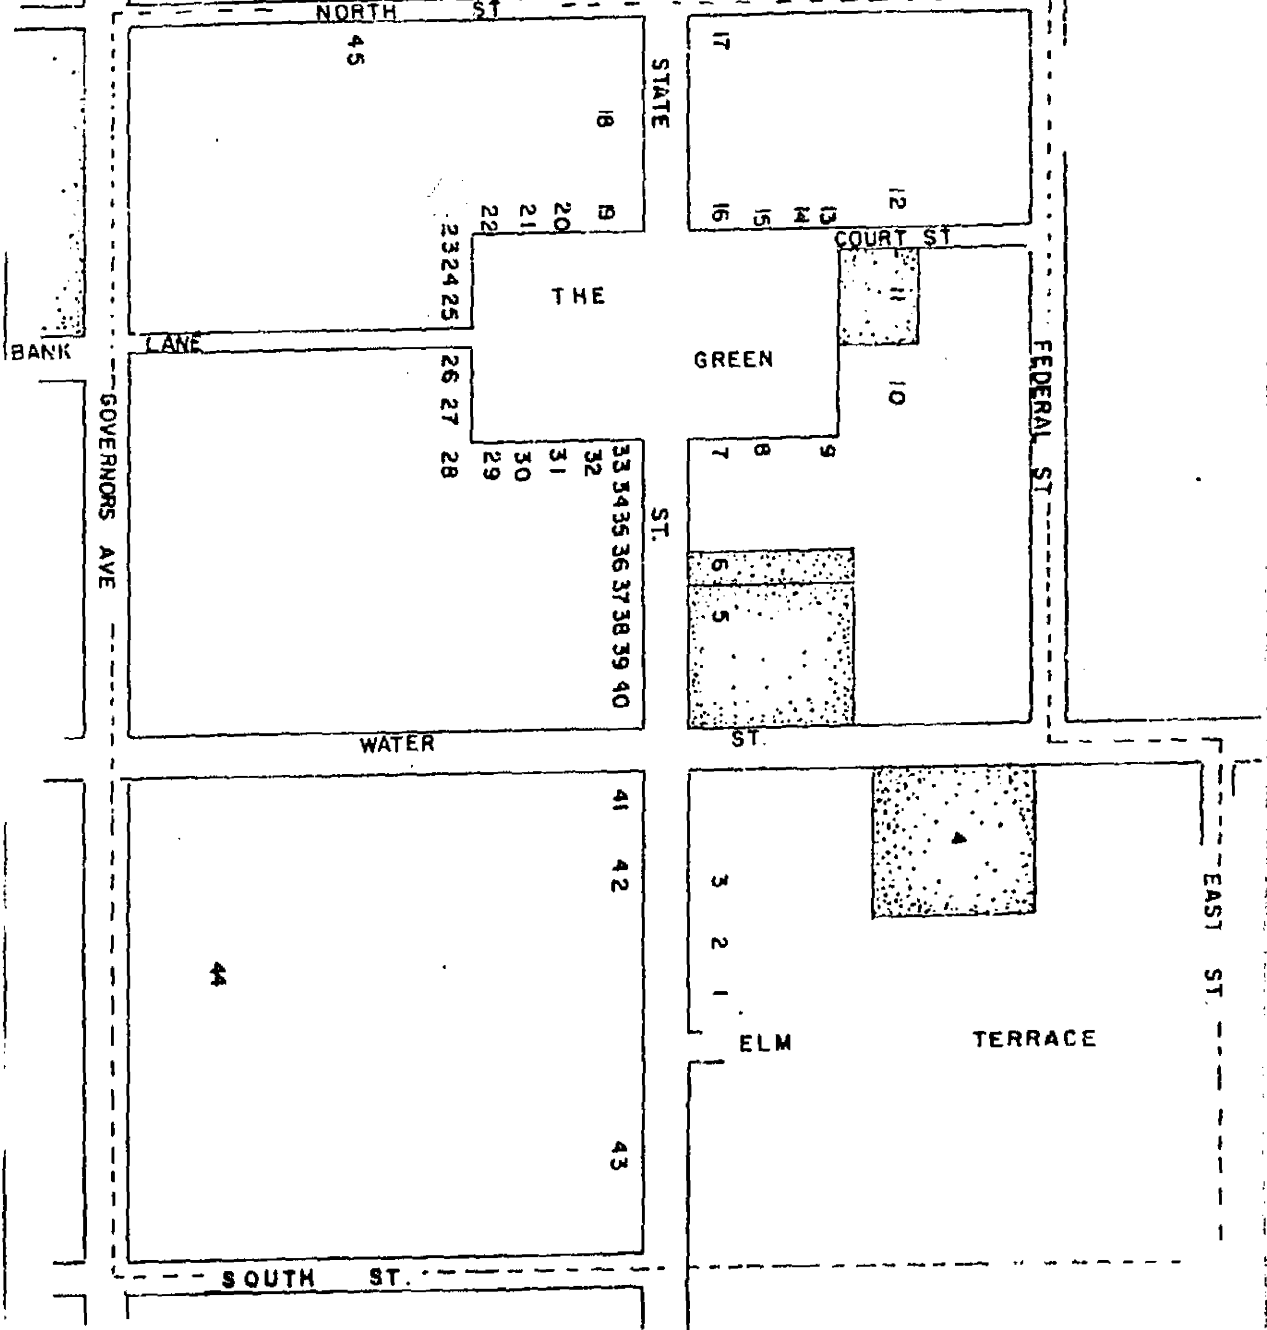 NORTH ST
45
17
STATE
18
12
22 21 20 19
16 15 14 13
23 24 25
COURT ST
THE
11
BANK LANE
GREEN
FEDERAL ST
26 27
10
GOVERNORS AVE
28 29 30 31 32
33 34 35 36 37 38 39 40
7 8 9
ST.
6
5
WATER ST.
41
42
3
4
EAST ST.
2
44
1
ELM TERRACE
43
SOUTH ST.